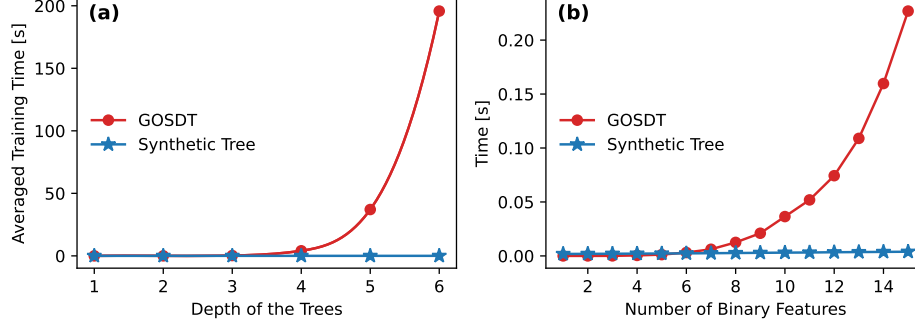 (a)
200
150
100
50
0
Averaged Training Time [s]
GOSDT
Synthetic Tree
1 2 3 4 5 6
Depth of the Trees
(b)
0.20
0.15
0.10
0.05
0.00
Time [s]
GOSDT
Synthetic Tree
2 4 6 8 10 12 14
Number of Binary Features